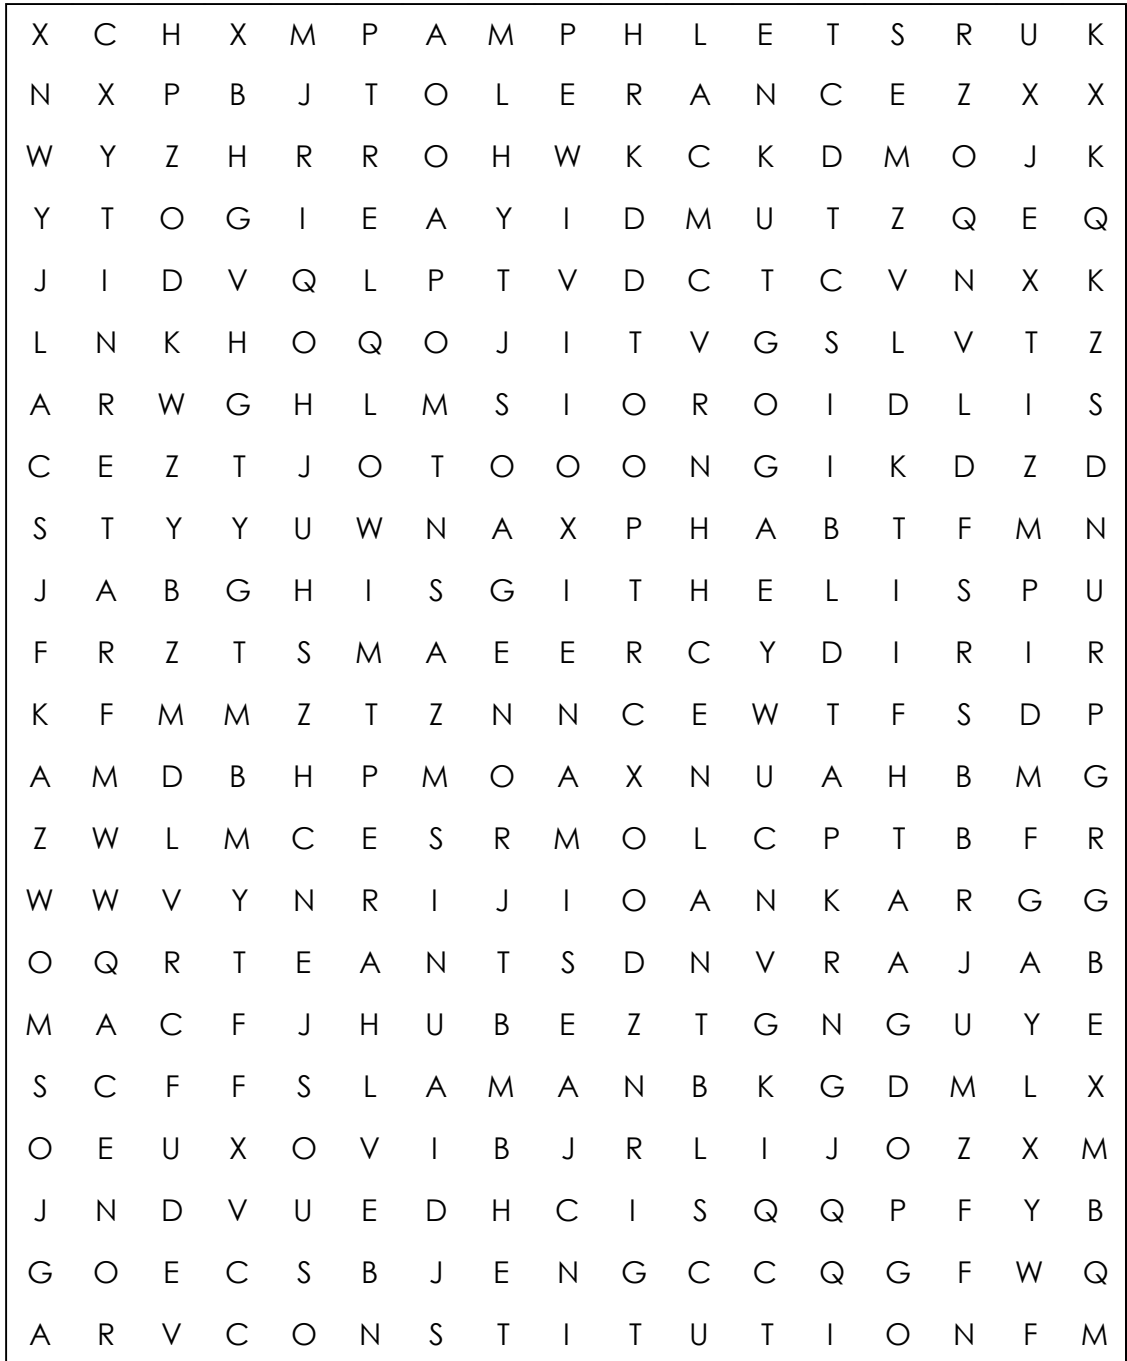 X C H X M P A M P H L E T S R U K
N X P B J T O L E R A N C E Z X X
W Y Z H R R O H W K C K D M O J K
Y T O G I E A Y I D M U T Z Q E Q
J I D V Q L P T V D C T C V N X K
L N K H O Q O J I T V G S L V T Z
A R W G H L M S I O R O I D L I S
C E Z T J O T O O O N G I K D Z D
S T Y Y U W N A X P H A B T F M N
J A B G H I S G I T H E L I S P U
F R Z T S M A E E R C Y D I R I R
K F M M Z T Z N N C E W T F S D P
A M D B H P M O A X N U A H B M G
Z W L M C E S R M O L C P T B F R
W W V Y N R I J I O A N K A R G G
O Q R T E A N T S D N V R A J A B
M A C F J H U B E Z T G N G U Y E
S C F F S L A M A N B K G D M L X
O E U X O V I B J R L I J O Z X M
J N D V U E D H C I S Q Q P F Y B
G O E C S B J E N G C C Q G F W Q
A R V C O N S T I T U T I O N F M